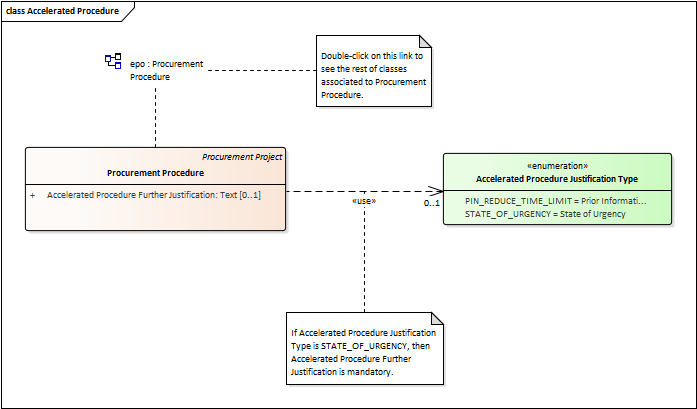 class Accelerated Procedure
epo : Procurement
Procedure
Double-click on this link to
see the rest of classes
associated to Procurement
Procedure.
Procurement Project
Procurement Procedure
+ Accelerated Procedure Further Justification: Text [0..1]
«use»
0..1
«enumeration»
Accelerated Procedure Justification Type
PIN_REDUCE_TIME_LIMIT = Prior Informati...
STATE_OF_URGENCY = State of Urgency
If Accelerated Procedure Justification
Type is STATE_OF_URGENCY, then
Accelerated Procedure Further
Justification is mandatory.